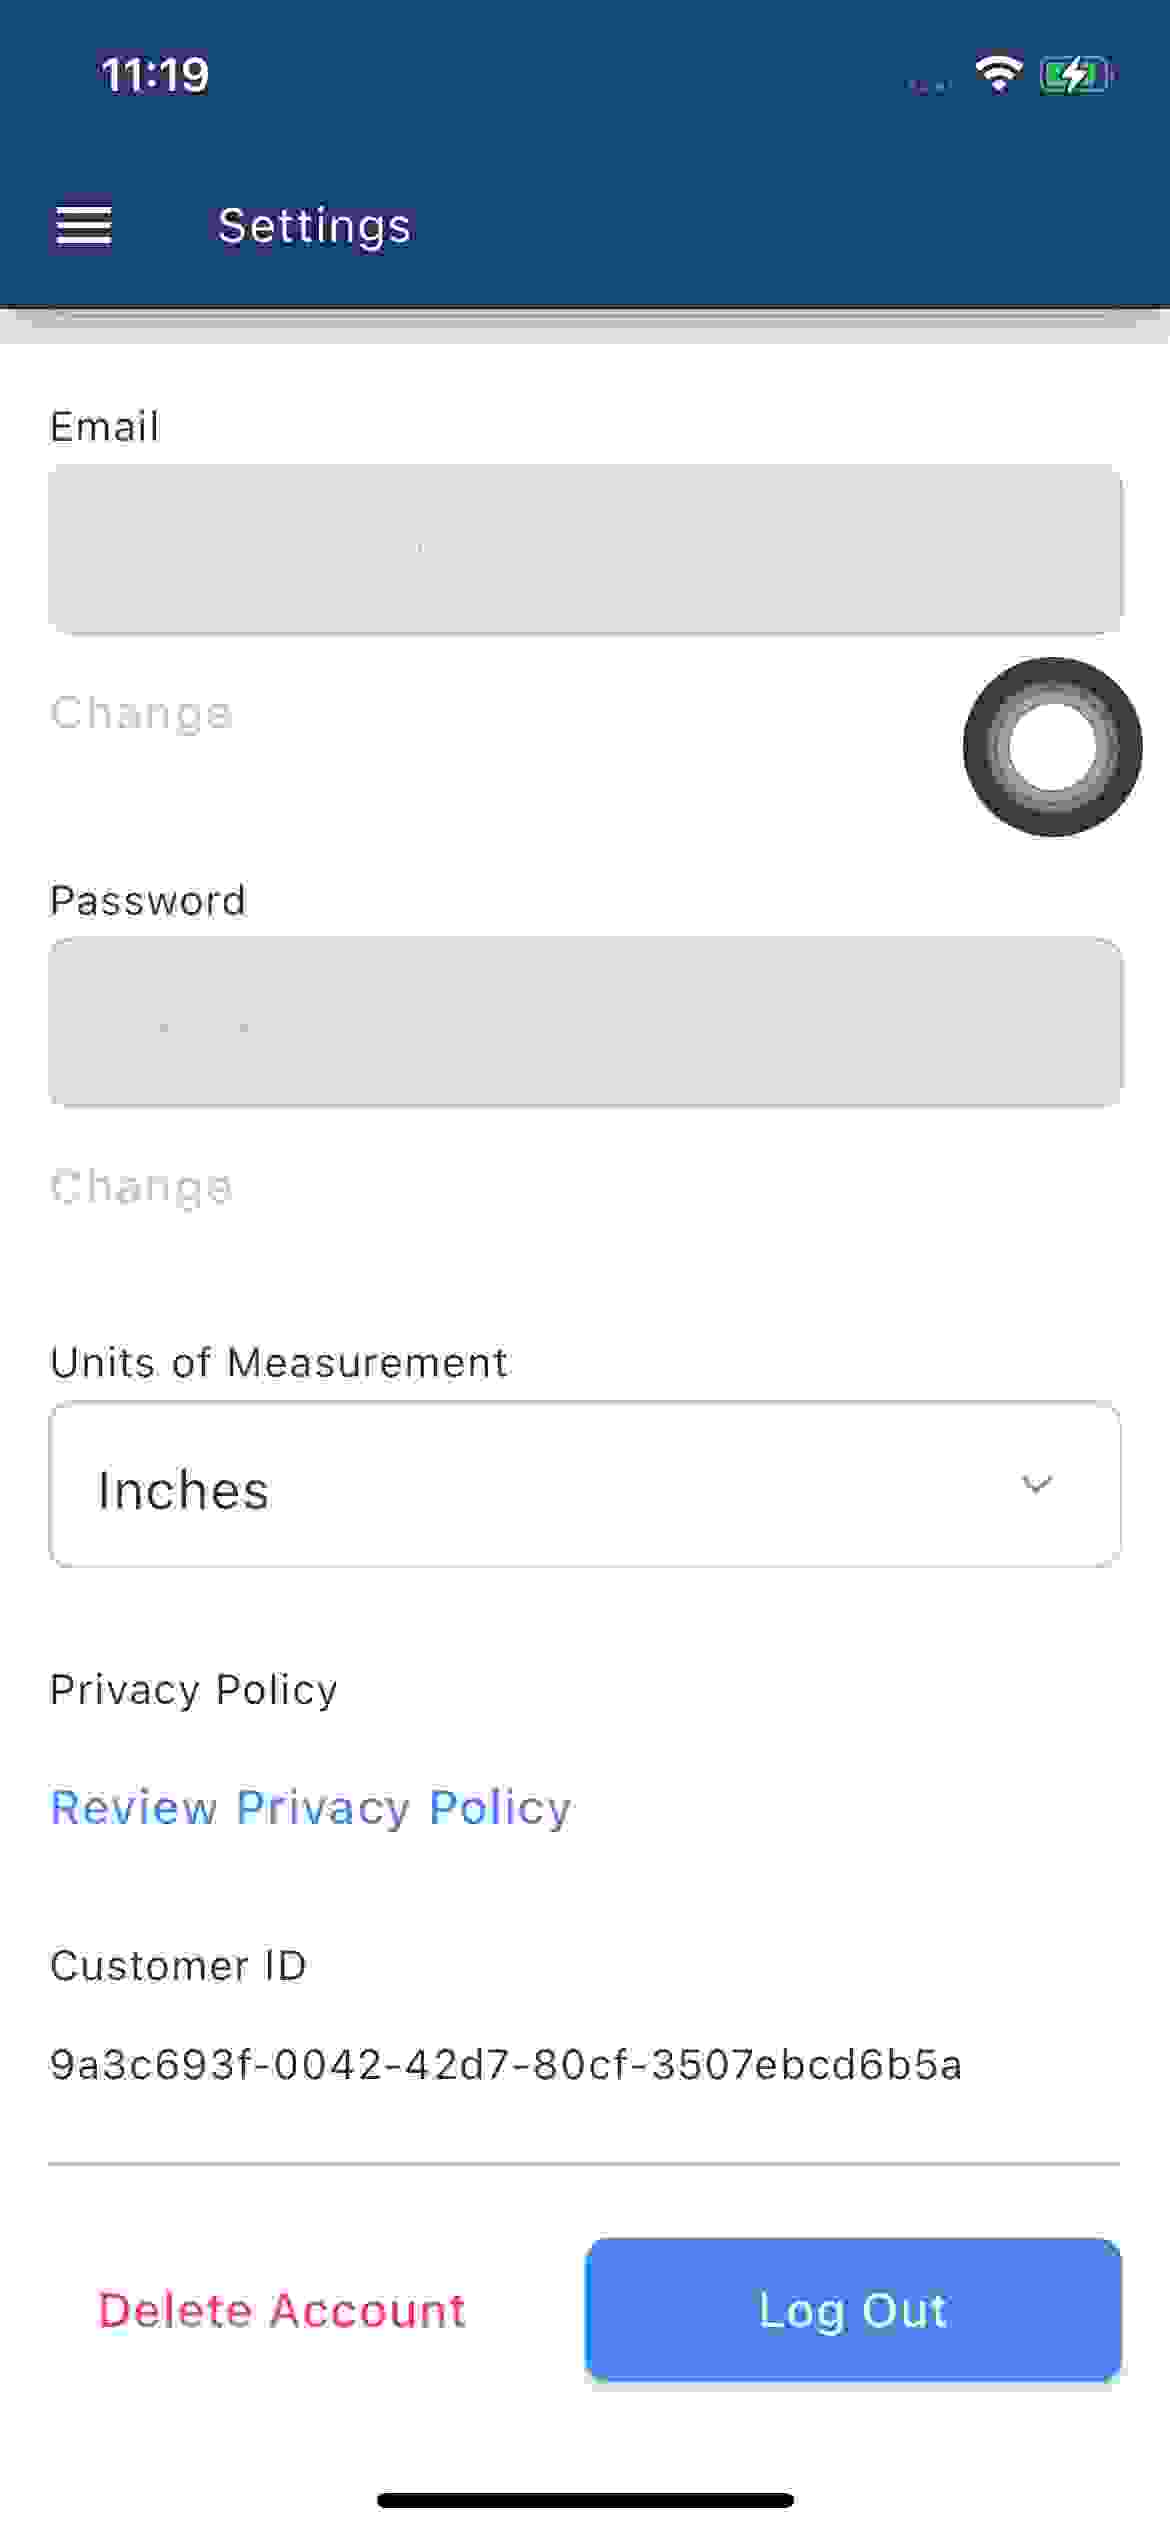 11:19
Settings
Email
Change
Password
Change
Units of Measurement
Inches
Privacy Policy
Review Privacy Policy
Customer ID
9a3c693f-0042-42d7-80cf-3507ebcd6b5a
Delete Account
Log Out